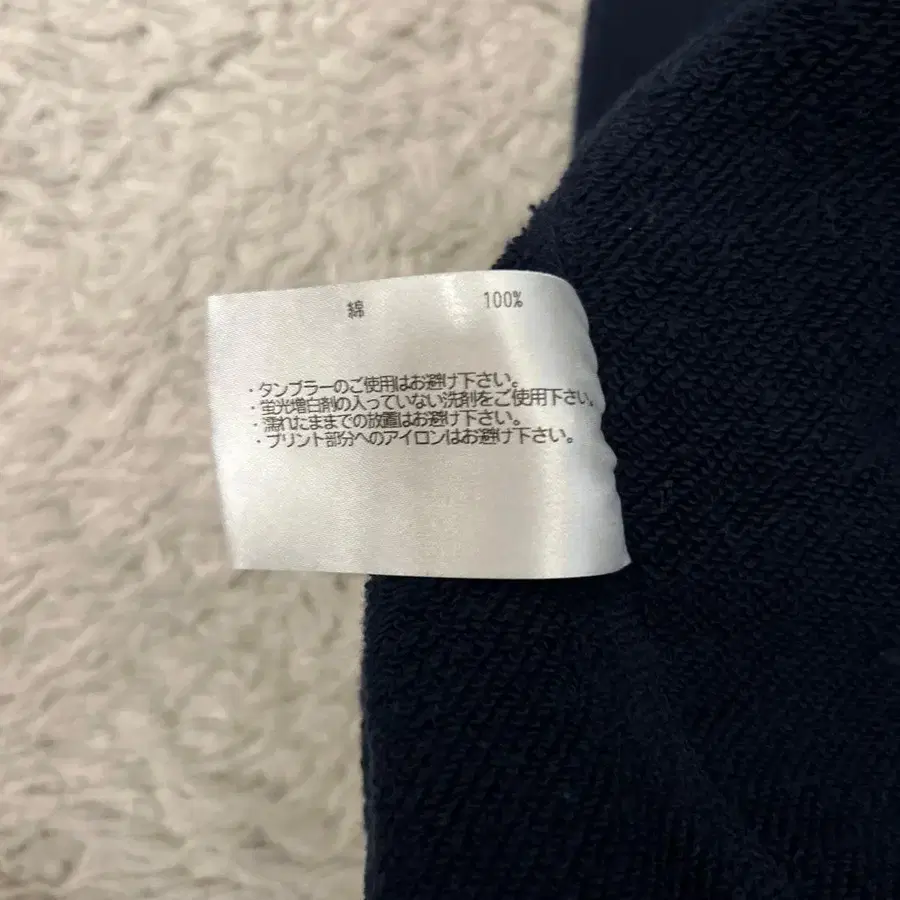 綿 100%
・タンブラーのご使用はお避け下さい。
・蛍光増白剤の入っていない洗剤をご使用下さい。
・濡れたままでの放置はお避け下さい。
・プリント部分へのアイロンはお避け下さい。